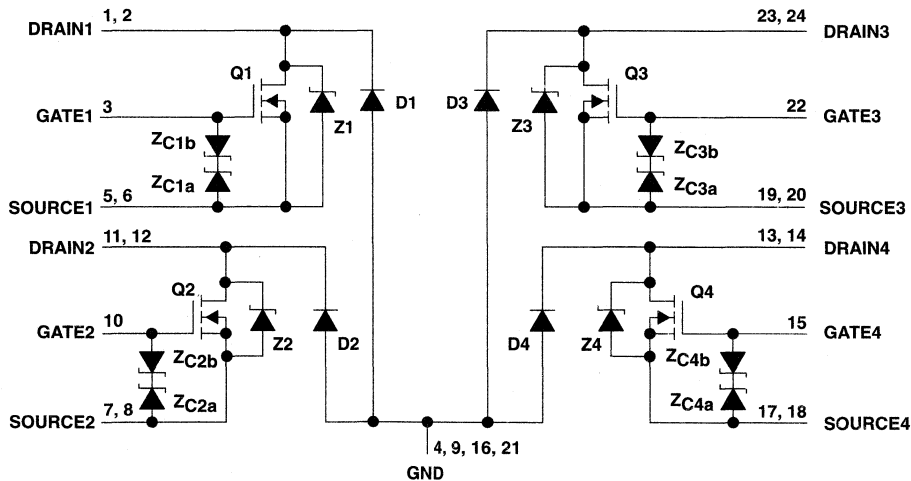 1, 2
23, 24
DRAIN1
DRAIN3
Q1
Q3
3
D1
D3
22
GATE1
Z1
Z3
GATE3
ZC1b
ZC3b
ZC1a
ZC3a
5, 6
19, 20
SOURCE1
SOURCE3
11, 12
13, 14
DRAIN2
DRAIN4
Q2
Q4
10
15
GATE2
Z2
D2
D4
Z4
GATE4
ZC2b
ZC4b
ZC2a
ZC4a
7, 8
17, 18
SOURCE2
SOURCE4
4, 9, 16, 21
GND